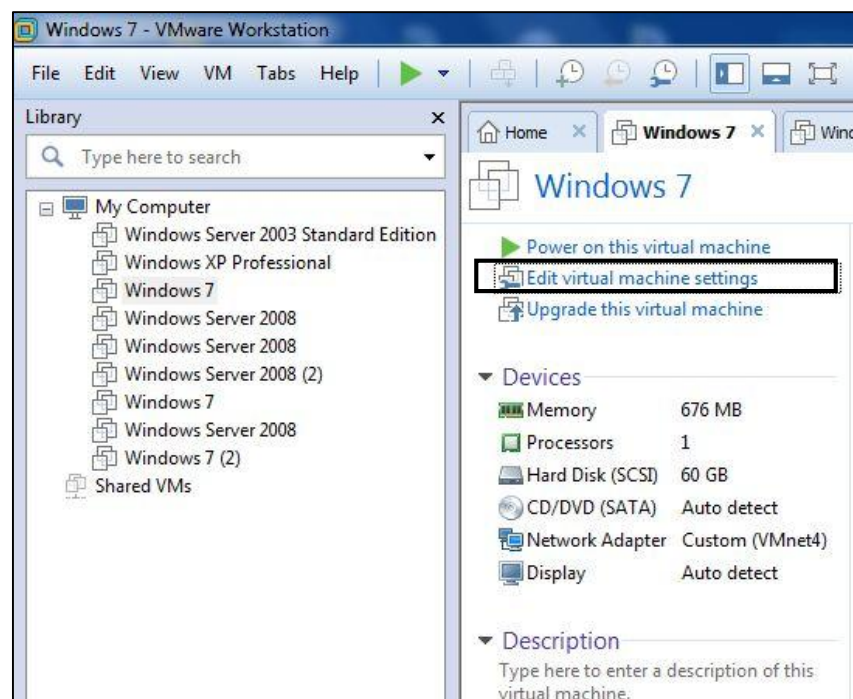 Windows 7 - VMware Workstation
File Edit View VM Tabs Help
Library
Type here to search
My Computer
Windows Server 2003 Standard Edition
Windows XP Professional
Windows 7
Windows Server 2008
Windows Server 2008
Windows Server 2008 (2)
Windows 7
Windows Server 2008
Windows 7 (2)
Shared VMs
Home Windows 7 Wind
Windows 7
Power on this virtual machine
Edit virtual machine settings
Upgrade this virtual machine
Devices
Memory 676 MB
Processors 1
Hard Disk (SCSI) 60 GB
CD/DVD (SATA) Auto detect
Network Adapter Custom (VMnet4)
Display Auto detect
Description
Type here to enter a description of this
virtual machine.